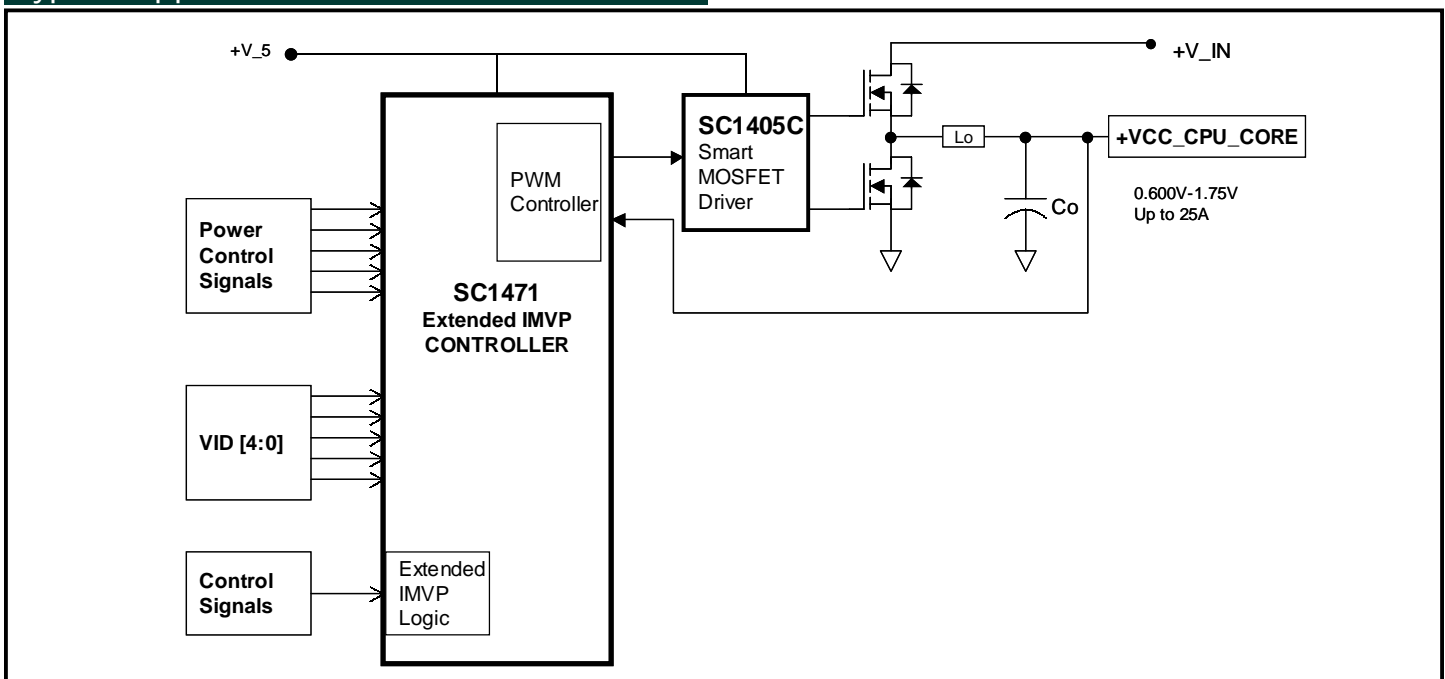 +V_5
+V_IN
SC1405C
Smart
MOSFET
Driver
Lo
+VCC_CPU_CORE
0.600V-1.75V
Up to 25A
Co
PWM
Controller
Power
Control
Signals
SC1471
Extended IMVP
CONTROLLER
VID [4:0]
Control
Signals
Extended
IMVP
Logic